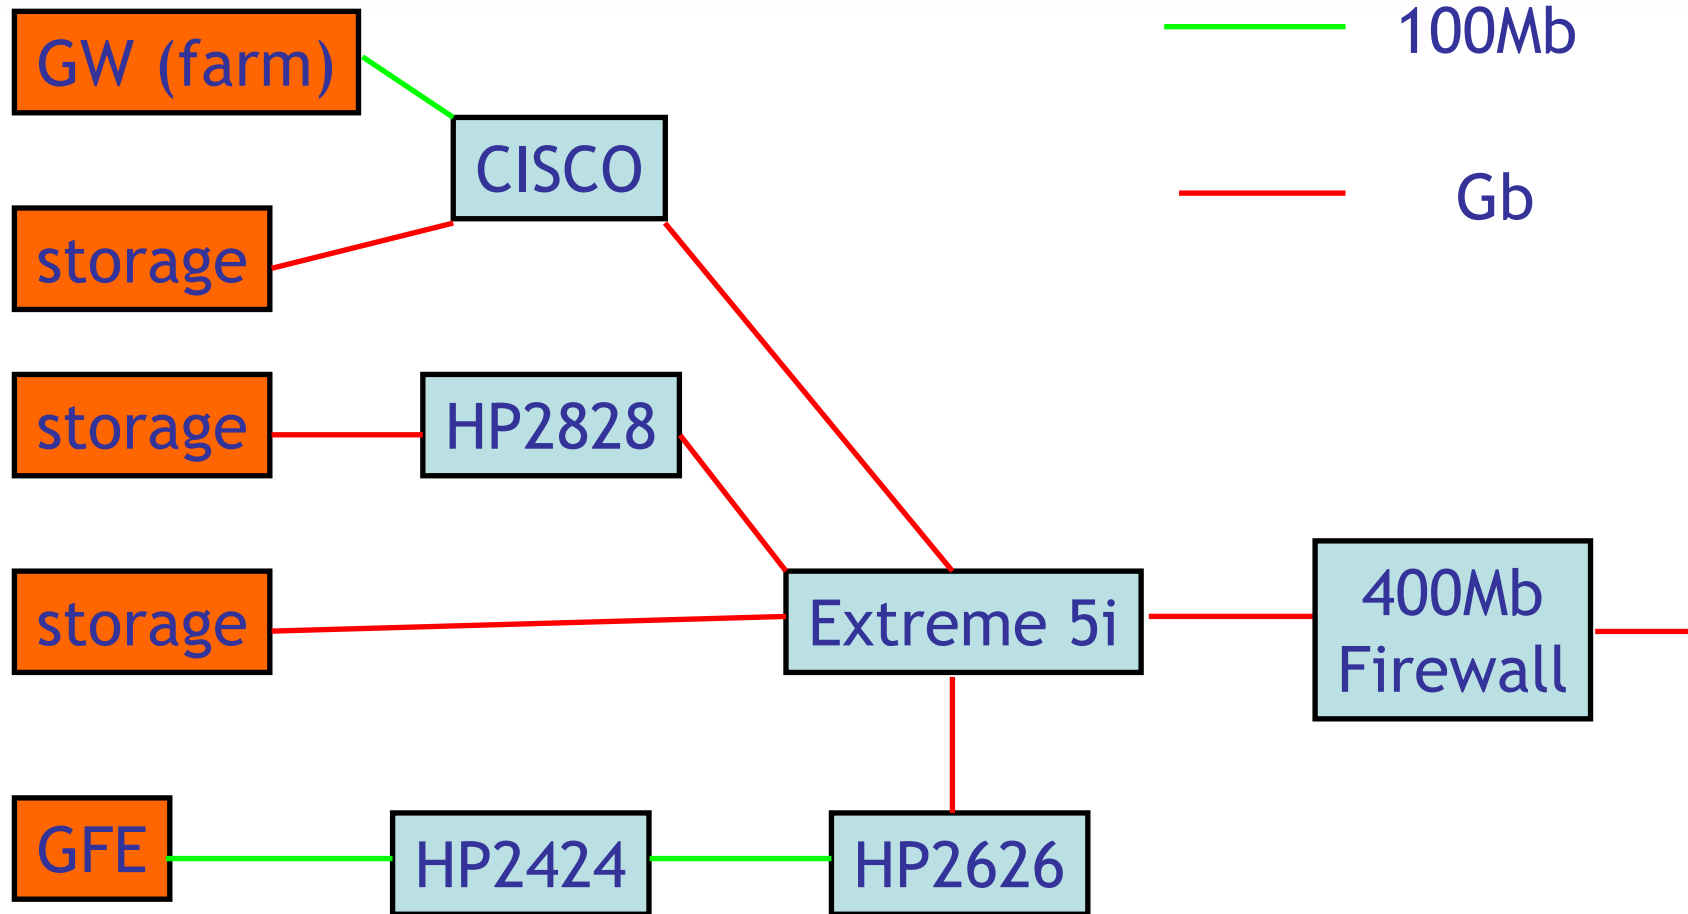 GW (farm)
100Mb
CISCO
Gb
storage
storage
HP2828
storage
Extreme 5i
400Mb
Firewall
GFE
HP2424
HP2626